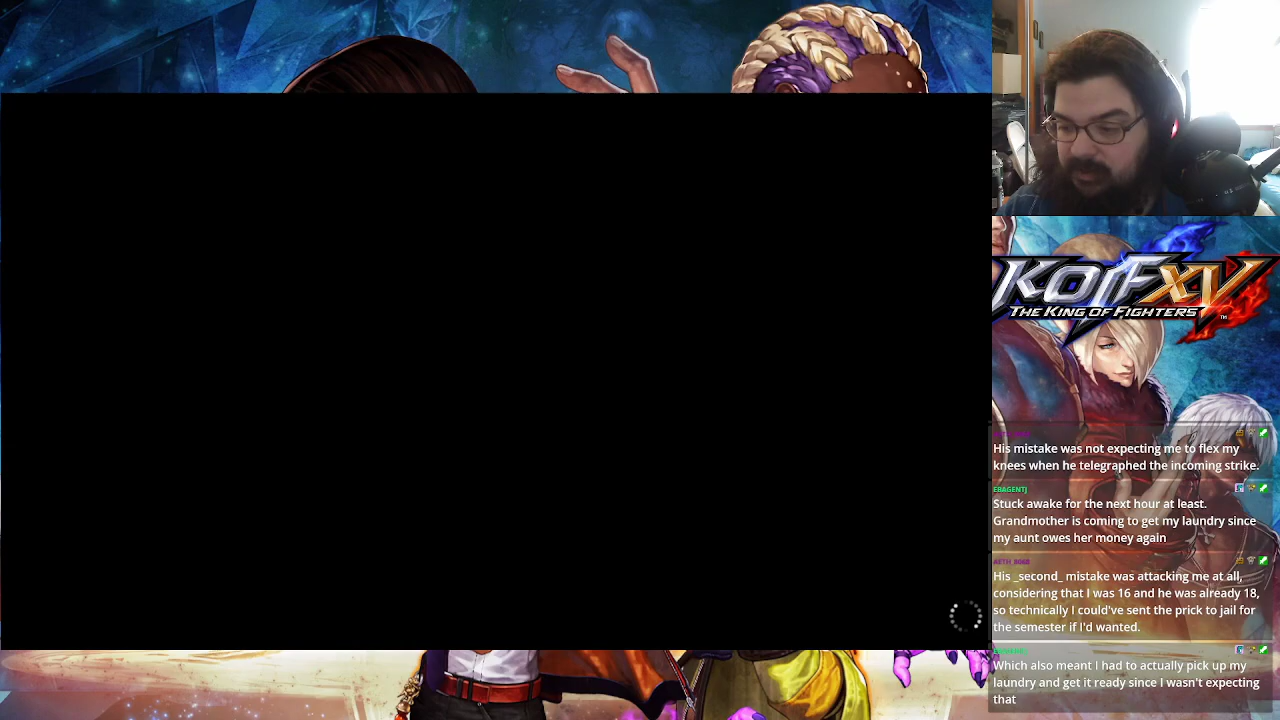 KOFXV
THE KING OF FIGHTERS™
His mistake was not expecting me to flex my
knees when he telegraphed the incoming strike.
EBAGENTJ
Stuck awake for the next hour at least.
Grandmother is coming to get my laundry since
my aunt owes her money again
His _second_ mistake was attacking me at all,
considering that I was 16 and he was already 18,
so technically I could've sent the prick to jail for
the semester if I'd wanted.
Which also meant I had to actually pick up my
laundry and get it ready since I wasn't expecting
that